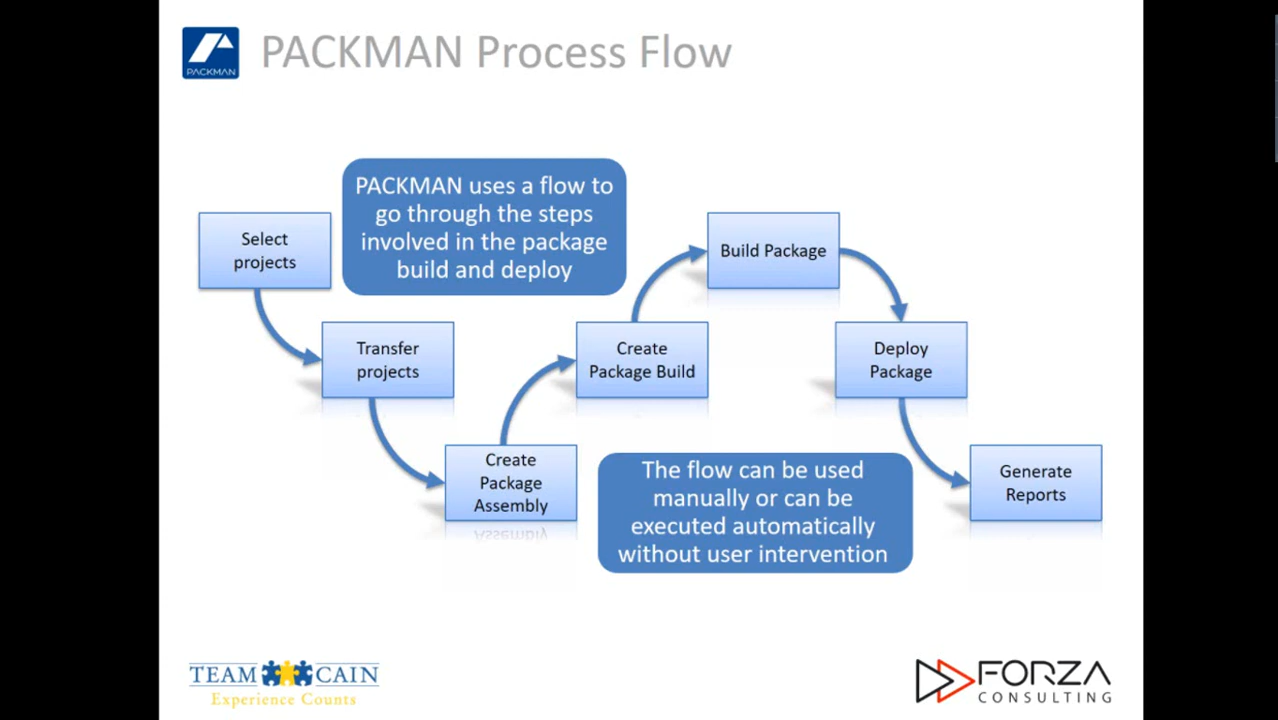 PACKMAN
PACKMAN Process Flow
PACKMAN uses a flow to
go through the steps
involved in the package
build and deploy
Select
projects
Transfer
projects
Create
Package
Assembly
Create
Package Build
Build Package
Deploy
Package
Generate
Reports
The flow can be used
manually or can be
executed automatically
without user intervention
TEAM CAIN
Experience Counts
FORZA
CONSULTING